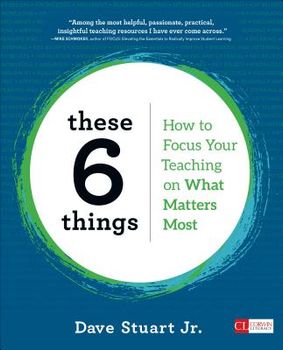 "Among the most helpful, passionate, practical,
insightful teaching resources I have ever come across."
—MIKE SCHMOKER, author of FOCUS: Elevating the Essentials to Radically Improve Student Learning
these
6
things
How to
Focus Your
Teaching
on What
Matters
Most
Dave Stuart Jr.
CL CORWIN
LITERACY